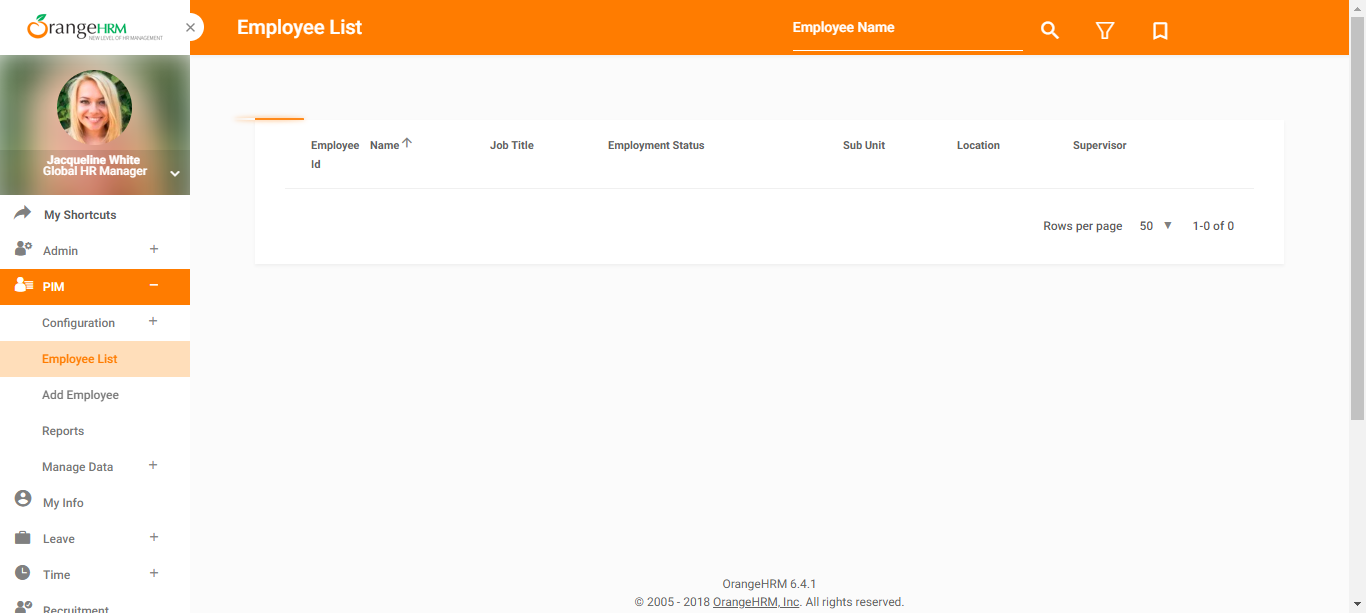 OrangeHRM
NEW LEVEL OF HR MANAGEMENT
Employee List
Employee Name
Jacqueline White
Global HR Manager
My Shortcuts
Admin
PIM
Configuration
Employee List
Add Employee
Reports
Manage Data
My Info
Leave
Time
Recruitment
Employee Id
Name
Job Title
Employment Status
Sub Unit
Location
Supervisor
Rows per page 50 1-0 of 0
OrangeHRM 6.4.1
© 2005 - 2018 OrangeHRM, Inc. All rights reserved.